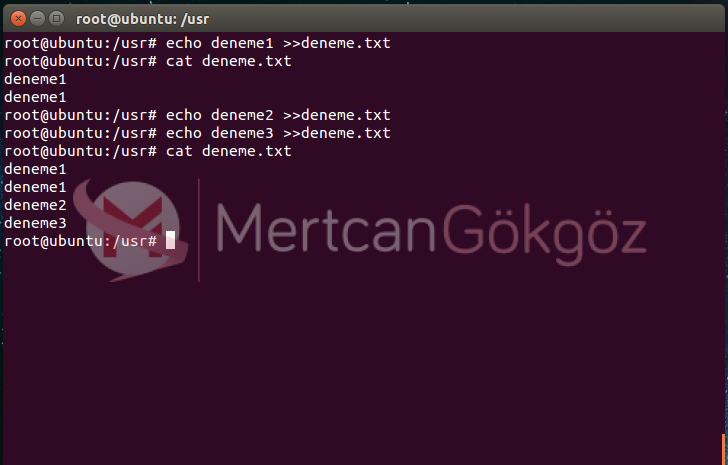 root@ubuntu: /usr
root@ubuntu:/usr# echo deneme1 >>deneme.txt
root@ubuntu:/usr# cat deneme.txt
deneme1
deneme1
root@ubuntu:/usr# echo deneme2 >>deneme.txt
root@ubuntu:/usr# echo deneme3 >>deneme.txt
root@ubuntu:/usr# cat deneme.txt
deneme1
deneme1
deneme2
deneme3
root@ubuntu:/usr#
MertcanGökgöz